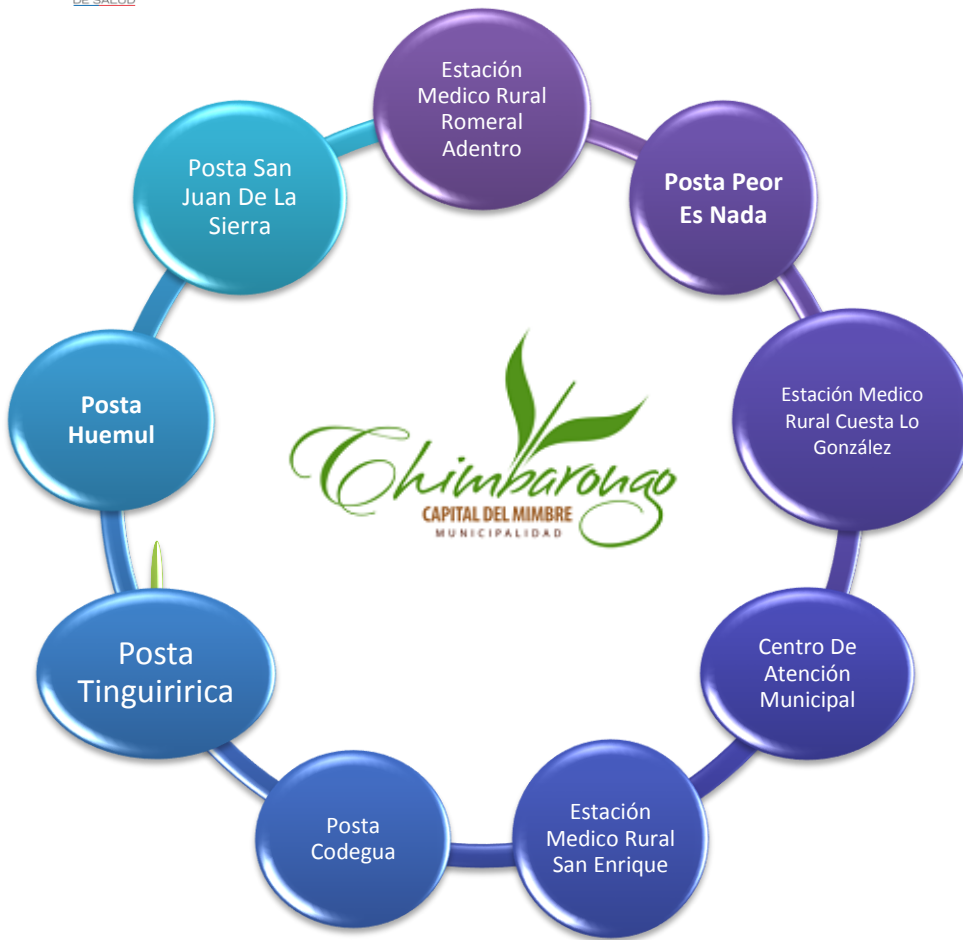 DE SALUD
Estación
Medico Rural
Romeral
Adentro
Posta Peor
Es Nada
Estación Medico
Rural Cuesta Lo
González
Centro De
Atención
Municipal
Estación
Medico Rural
San Enrique
Posta
Codegua
Posta
Tinguiririca
Posta
Huemul
Posta San
Juan De La
Sierra
Chimbarongo
CAPITAL DEL MIMBRE
MUNICIPALIDAD